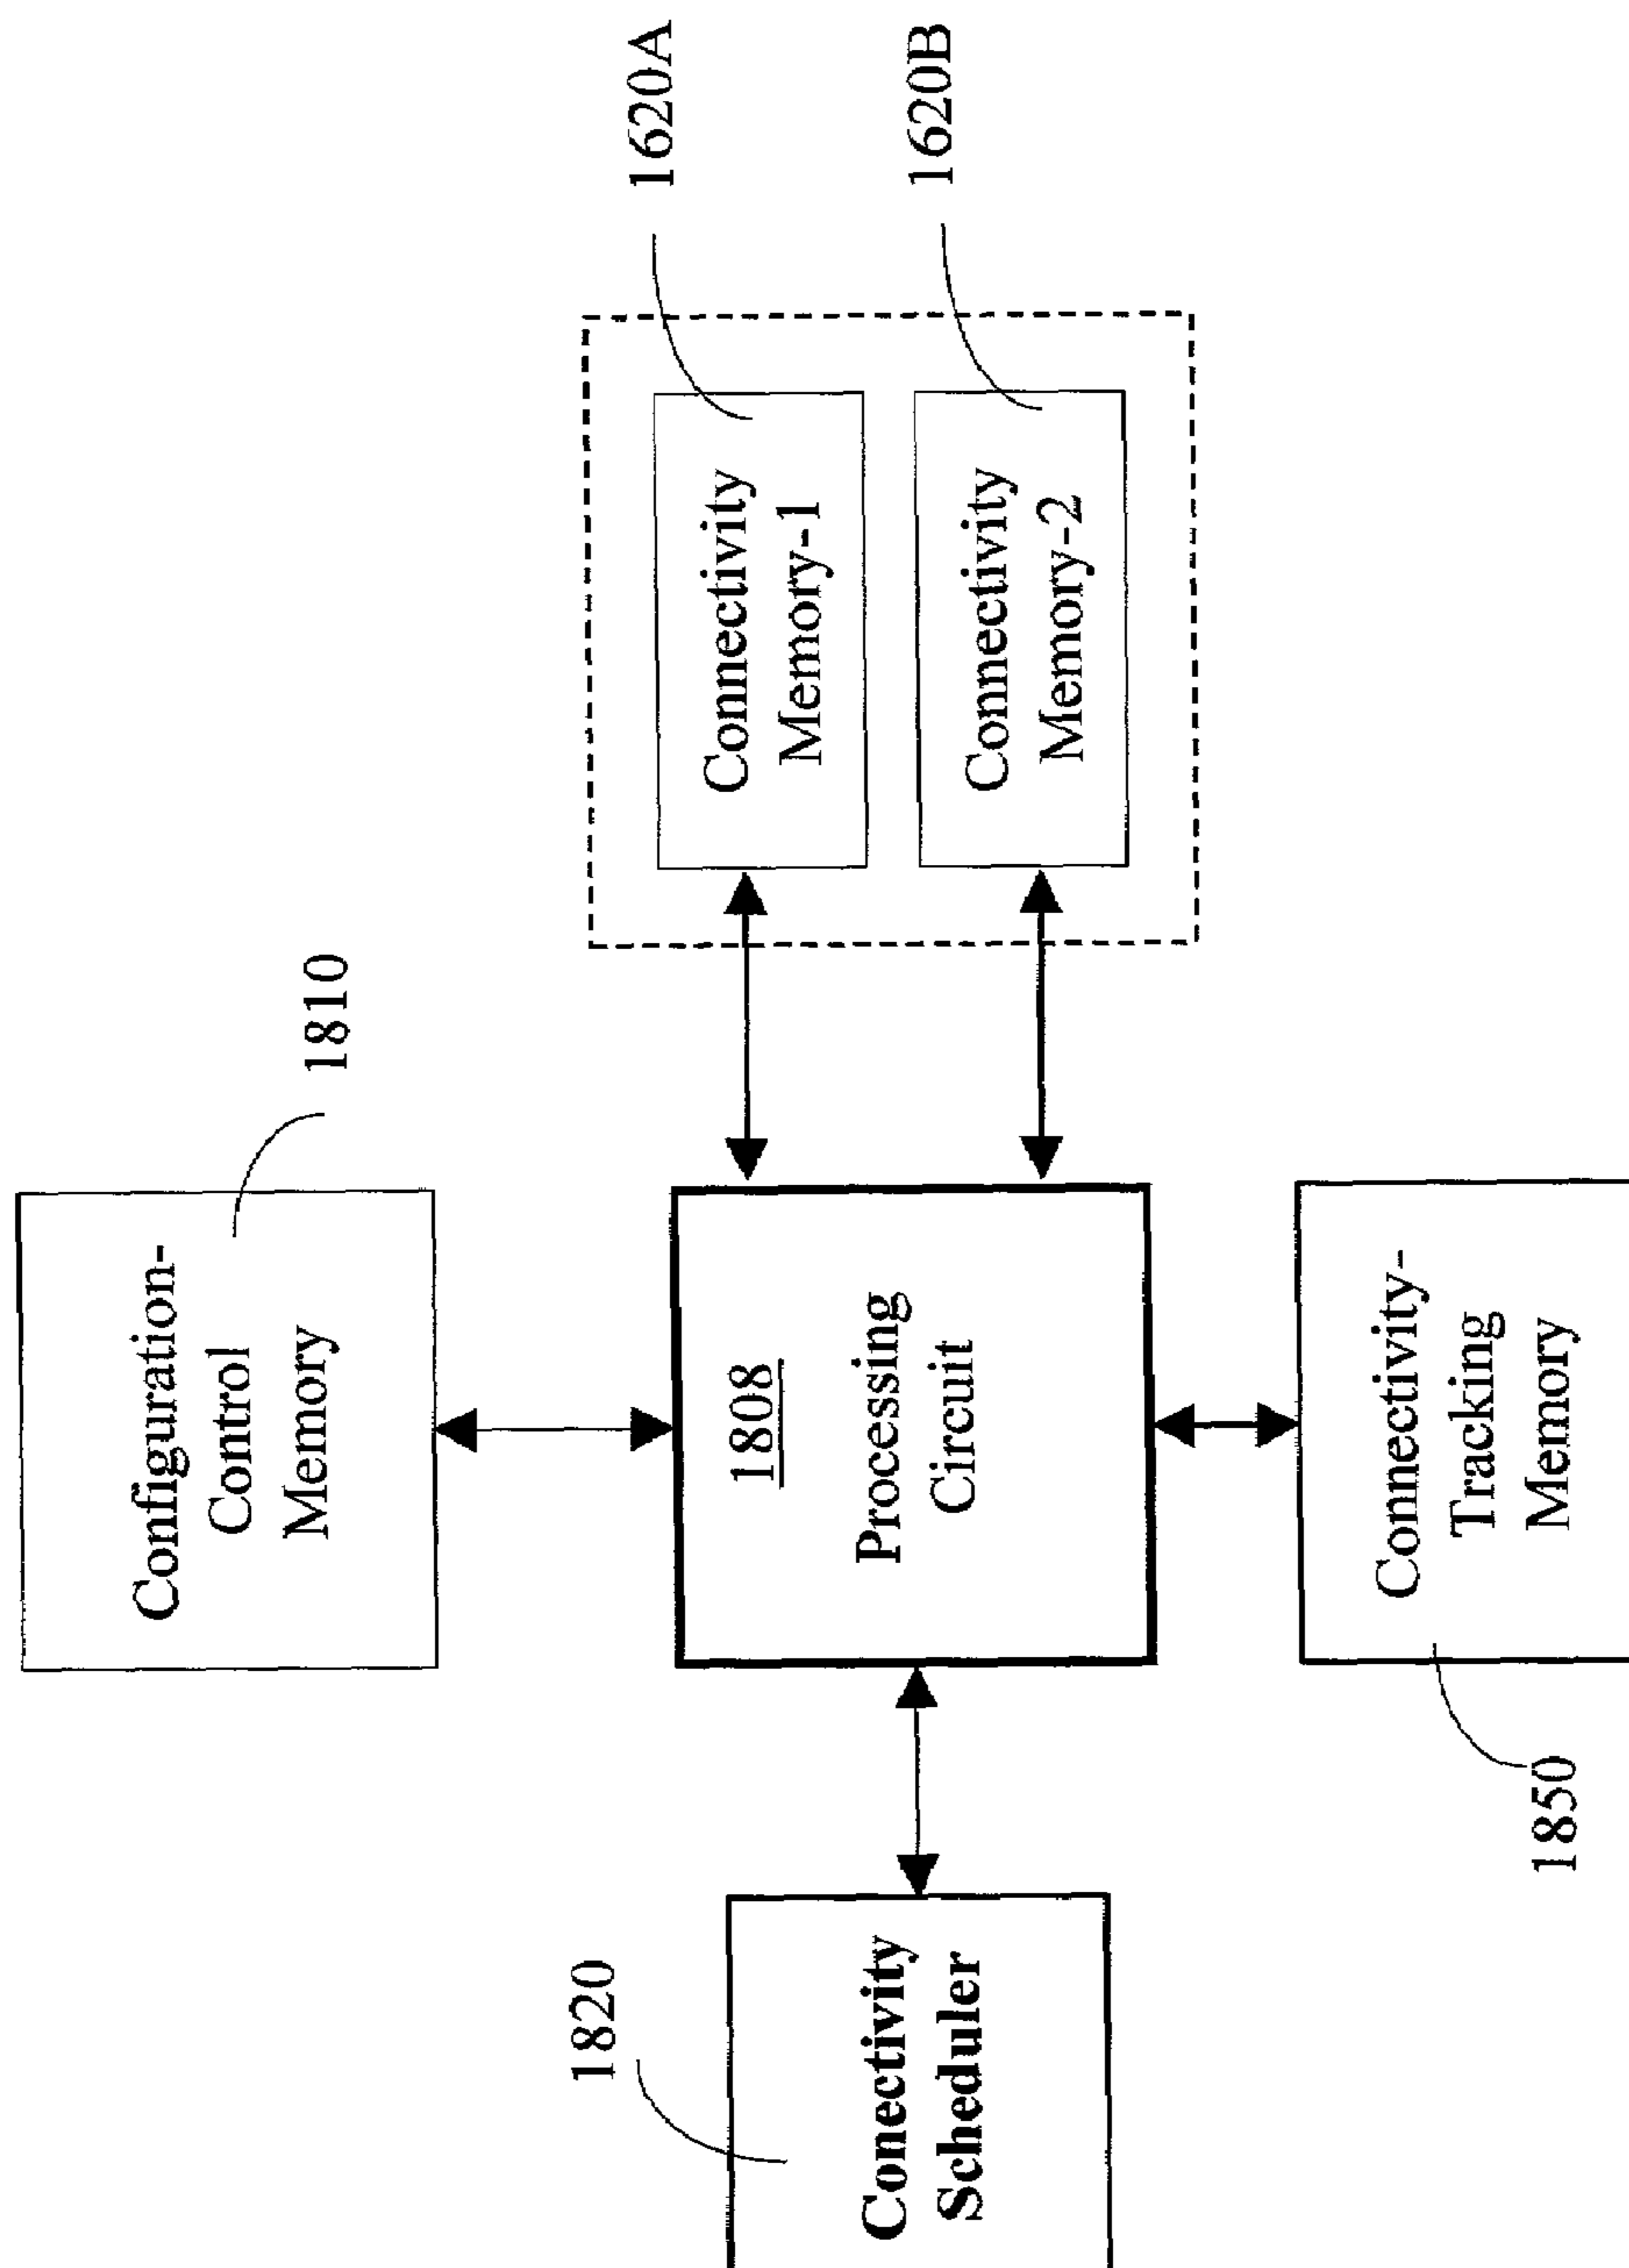 Configuration-
Control
Memory
1810
1820
Conectivity
Scheduler
1808
Processing
Circuit
Connectivity
Memory-1
1620A
Connectivity
Memory-2
1620B
1850
Connectivity-
Tracking
Memory